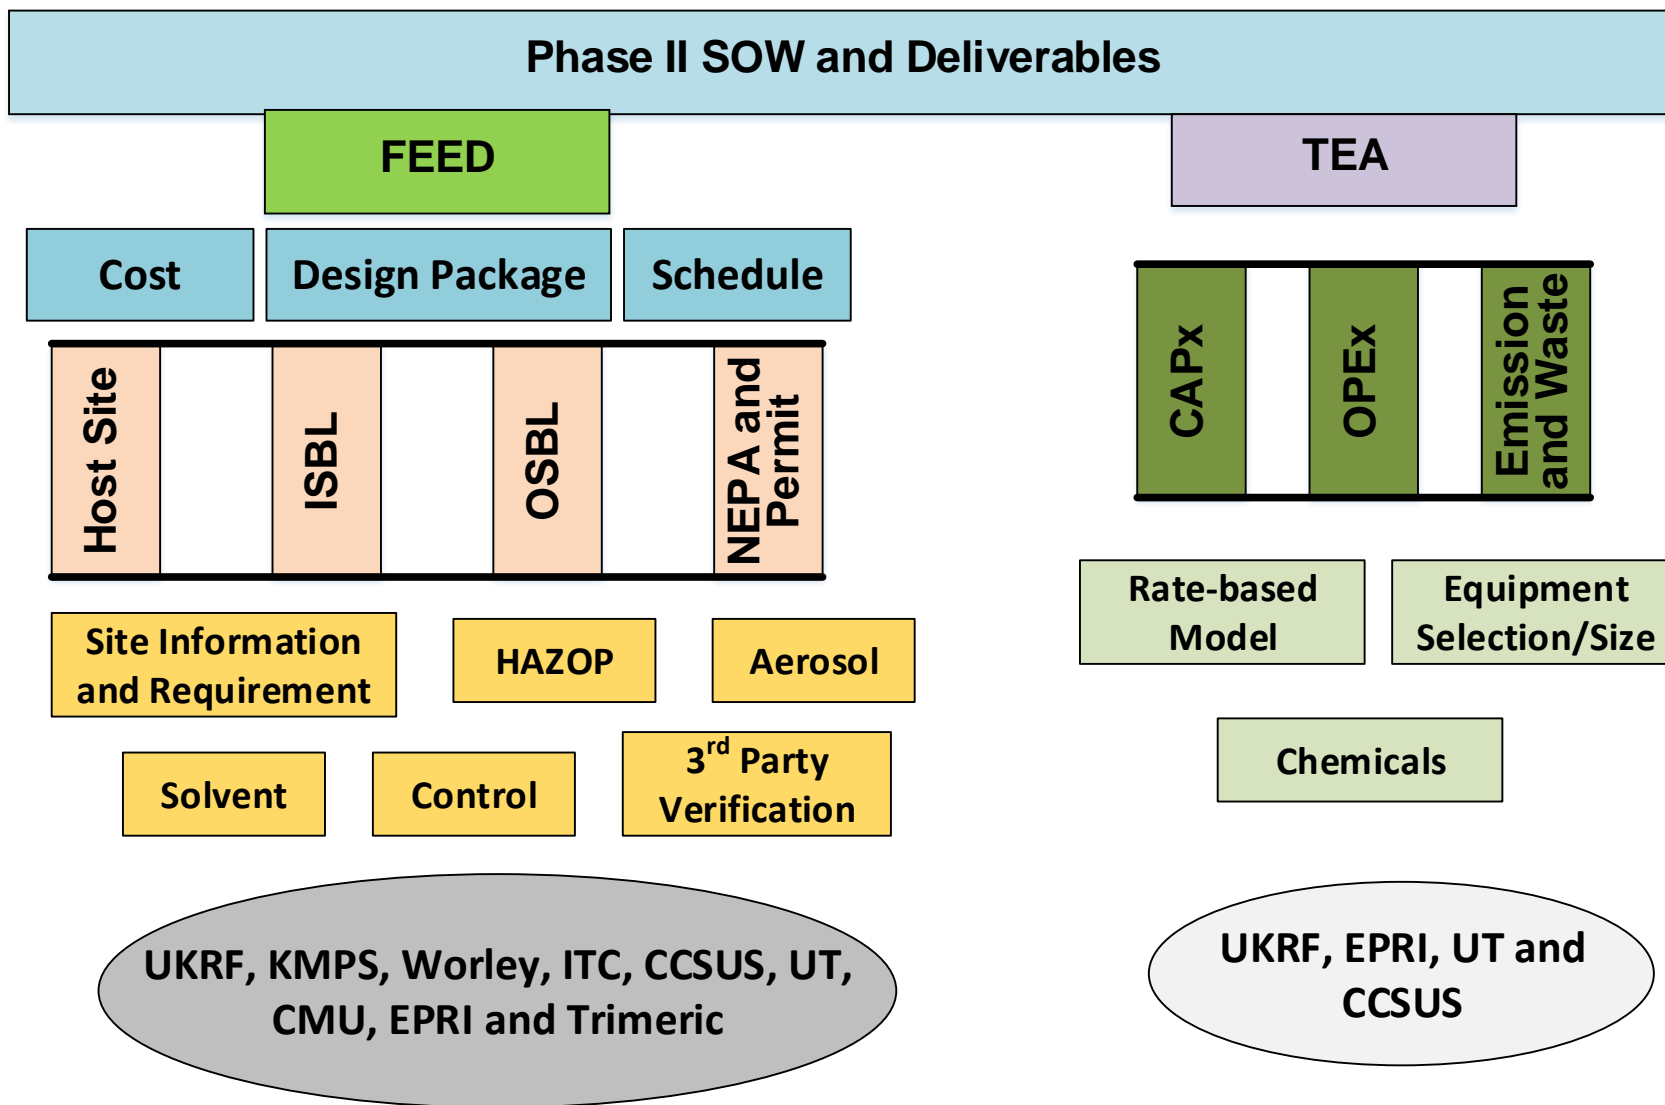 Phase II SOW and Deliverables
FEED
TEA
Cost
Design Package
Schedule
Host Site
ISBL
OSBL
NEPA and
Permit
CAPx
OPEx
Emission
and Waste
Site Information
and Requirement
HAZOP
Aerosol
Solvent
Control
3rd Party
Verification
Rate-based
Model
Equipment
Selection/Size
Chemicals
UKRF, KMPS, Worley, ITC, CCSUS, UT,
CMU, EPRI and Trimeric
UKRF, EPRI, UT and
CCSUS